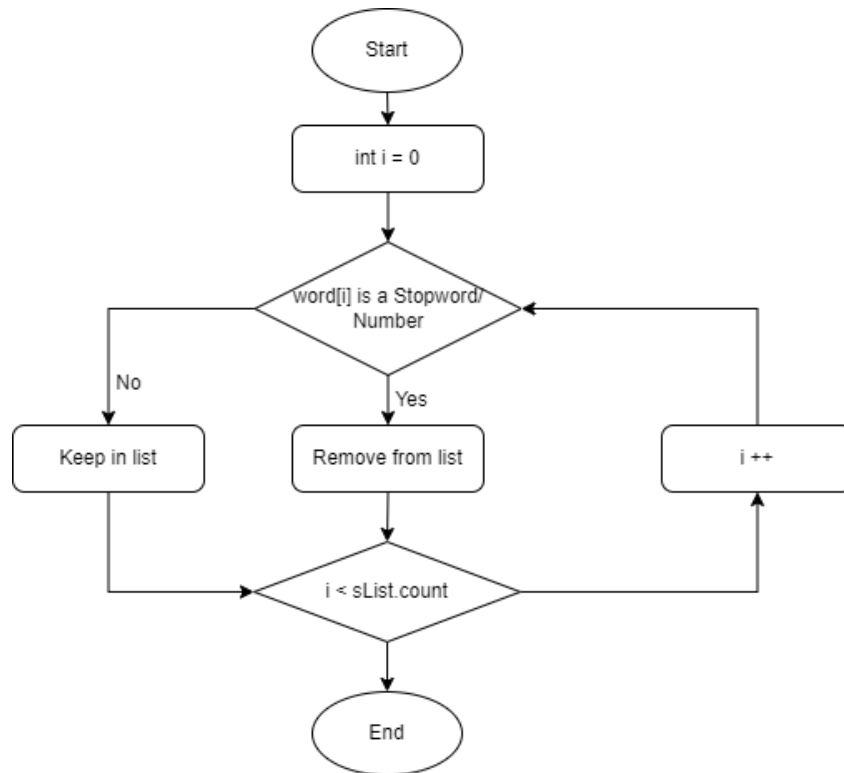 Start
int i = 0
word[i] is a Stopword/
Number
No
Yes
Keep in list
Remove from list
i ++
i < sList.count
End